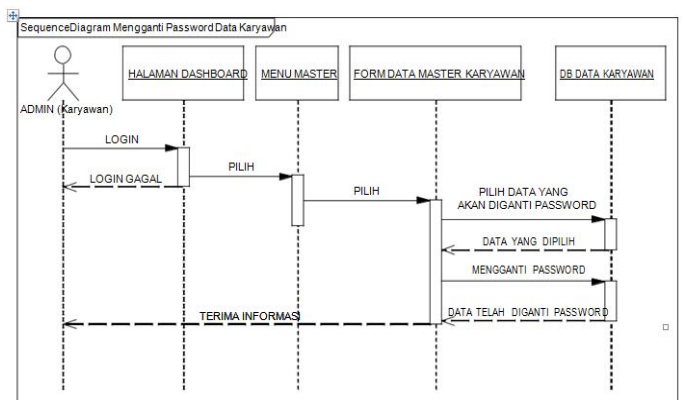 SequenceDiagram Mengganti Password Data Karyawan
HALAMAN DASHBOARD
MENU MASTER
FORM DATA MASTER KARYAWAN
DB DATA KARYAWAN
ADMIN (Karyawan)
LOGIN
LOGIN GAGAL
PILIH
PILIH
PILIH DATA YANG
AKAN DIGANTI PASSWORD
DATA YANG DIPILIH
MENGGANTI PASSWORD
DATA TELAH DIGANTI PASSWORD
TERIMA INFORMASI